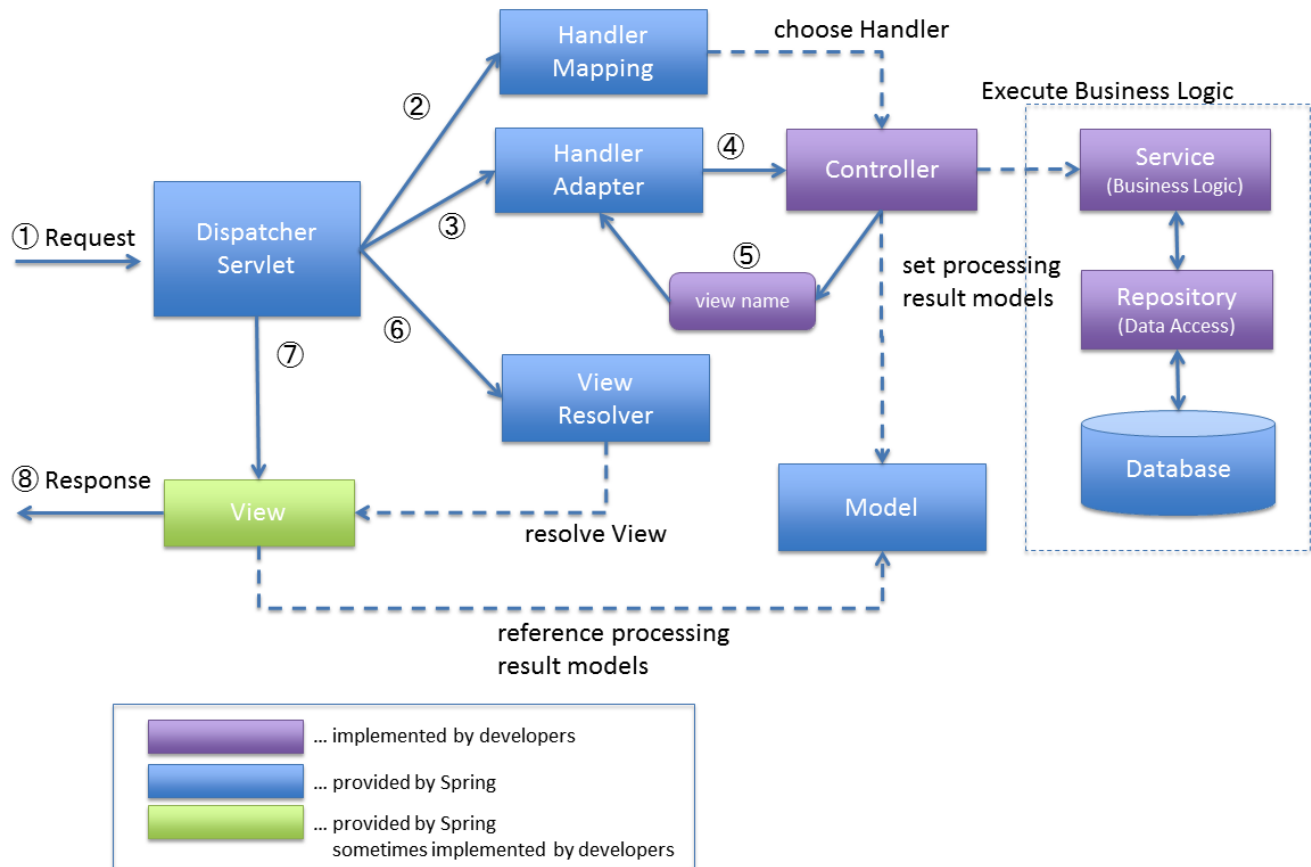 Handler
Mapping
choose Handler
Execute Business Logic
②
Handler
Adapter
④
Controller
Service
(Business Logic)
① Request
Dispatcher
Servlet
③
⑤
view name
set processing
result models
Repository
(Data Access)
⑥
⑦
View
Resolver
Database
⑧ Response
View
Model
resolve View
reference processing
result models
... implemented by developers
... provided by Spring
... provided by Spring
sometimes implemented by developers